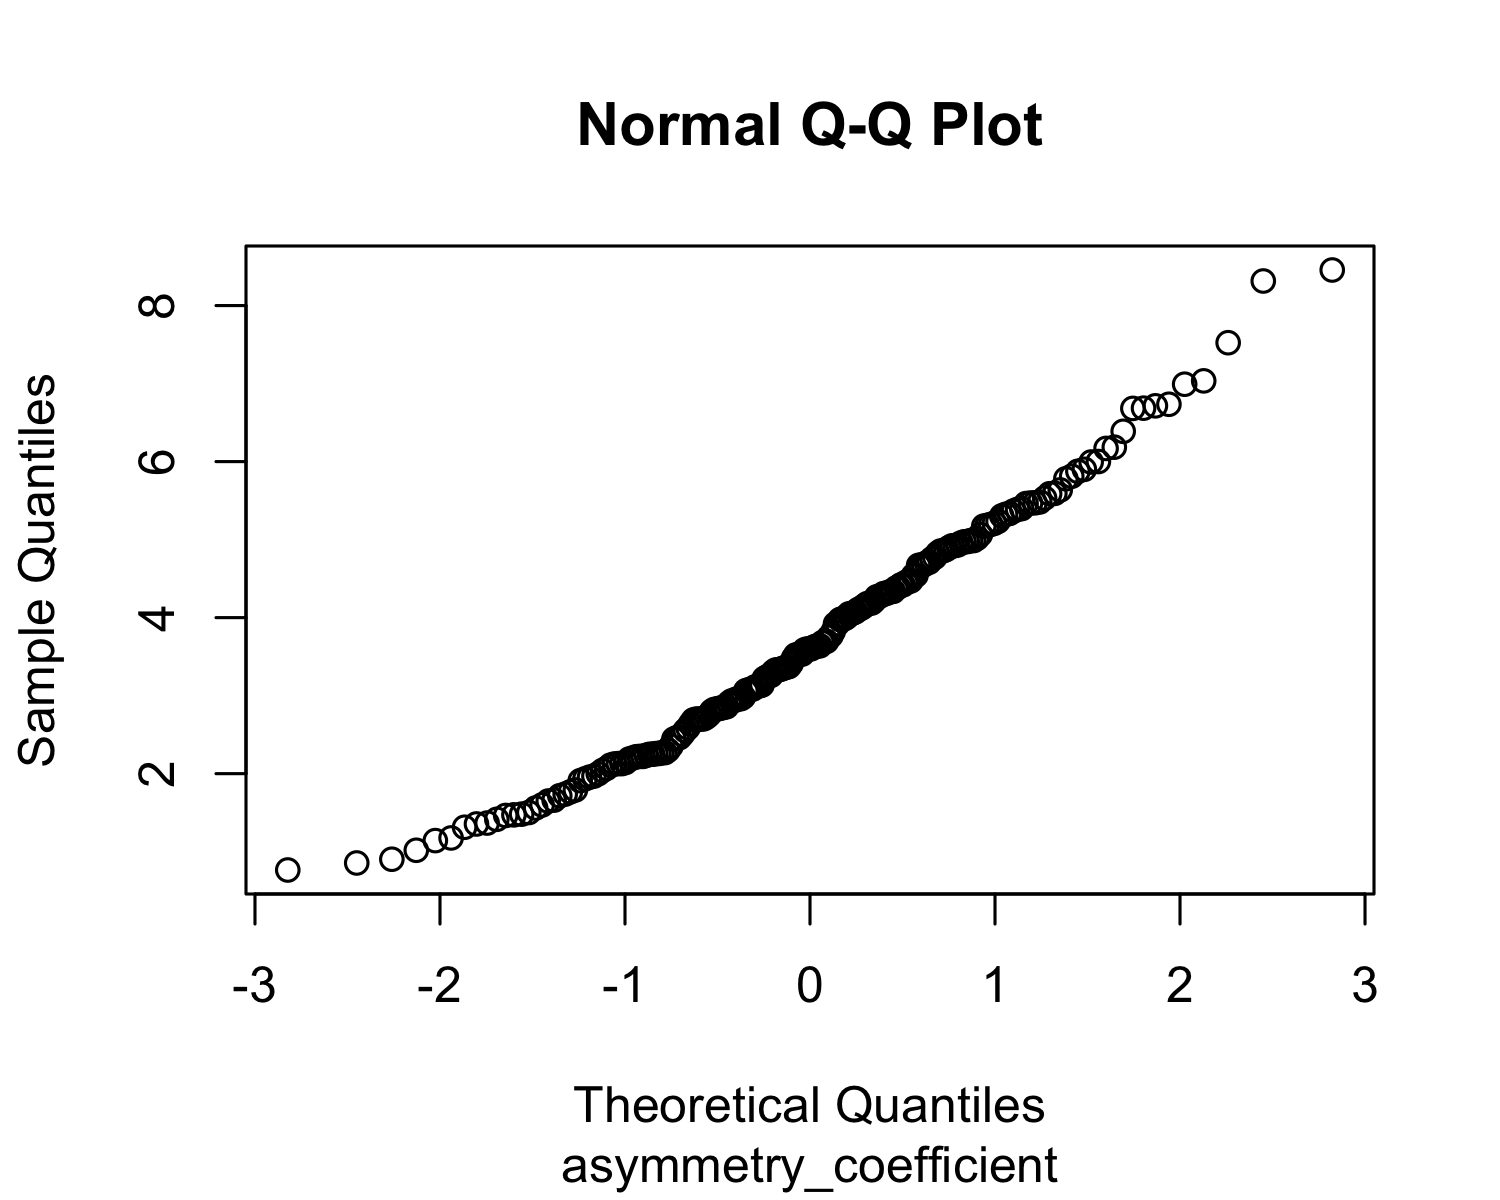 Normal Q-Q Plot
Sample Quantiles
8
6
4
2
-3 -2 -1 0 1 2 3
Theoretical Quantiles
asymmetry_coefficient